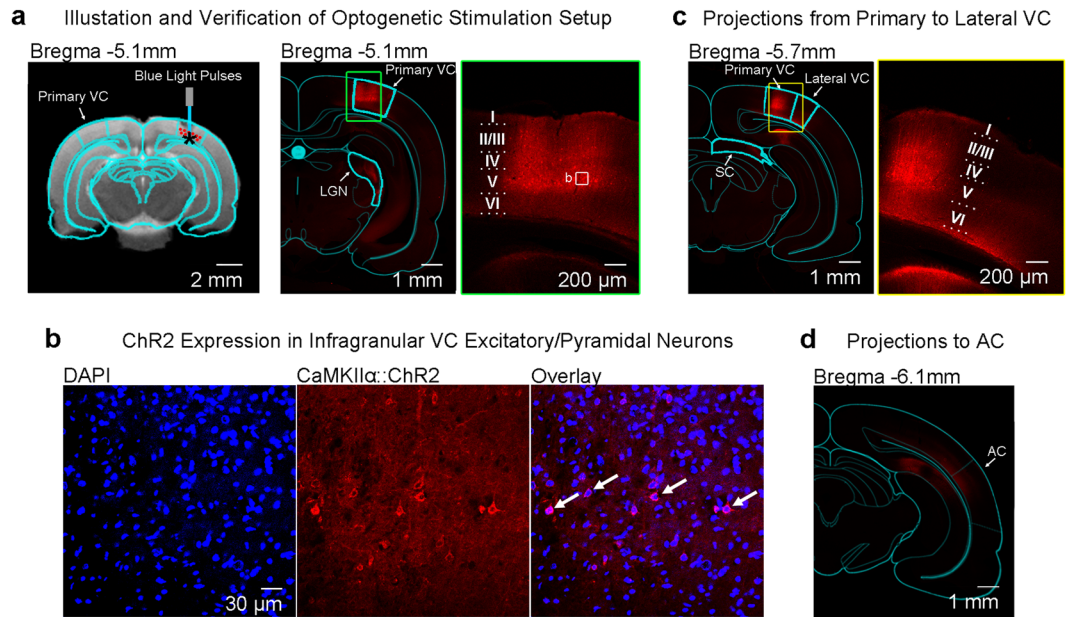 a Illustation and Verification of Optogenetic Stimulation Setup
Bregma -5.1mm
Blue Light Pulses
Primary VC
2 mm
Bregma -5.1mm
Primary VC
LGN
1 mm
I
II/III
IV
V
VI
b
200 µm
c Projections from Primary to Lateral VC
Bregma -5.7mm
Primary VC
Lateral VC
SC
1 mm
I
II/III
IV
V
VI
200 µm
b ChR2 Expression in Infragranular VC Excitatory/Pyramidal Neurons
DAPI
30 µm
CaMKIIα::ChR2
Overlay
d Projections to AC
Bregma -6.1mm
AC
1 mm